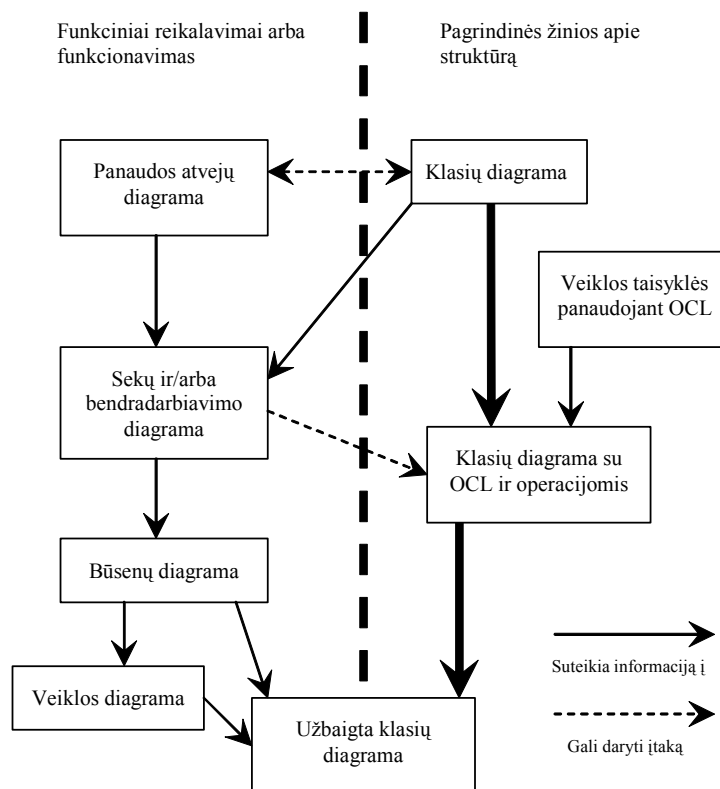 Funkciniai reikalavimai arba
funkcionavimas
Pagrindinės žinios apie
struktūrą
Panaudos atvejų
diagrama
Klasių diagrama
Veiklos taisyklės
panaudojant OCL
Sekų ir/arba
bendradarbiavimo
diagrama
Klasių diagrama su
OCL ir operacijomis
Būsenų diagrama
Veiklos diagrama
Užbaigta klasių
diagrama
Suteikia informaciją į
Gali daryti įtaką